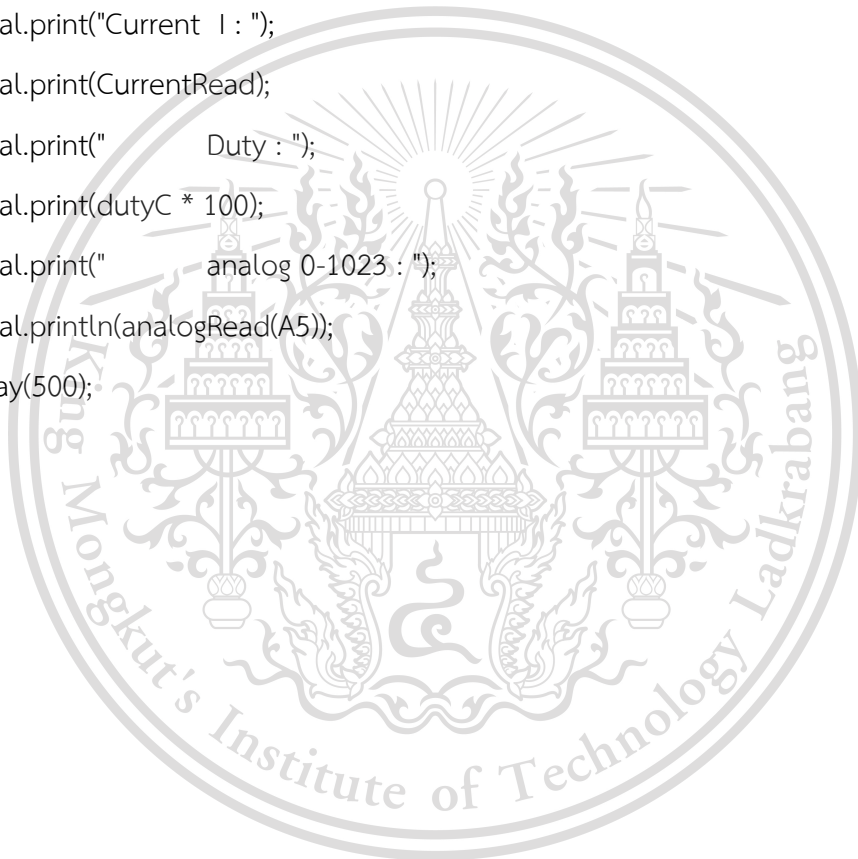 al.print("Current  I : ");
al.print(CurrentRead);
al.print("            Duty : ");
al.print(dutyC * 100);
al.print("            analog 0-1023 : ");
al.println(analogRead(A5));
ay(500);
King Mongkut's Institute of Technology Ladkrabang